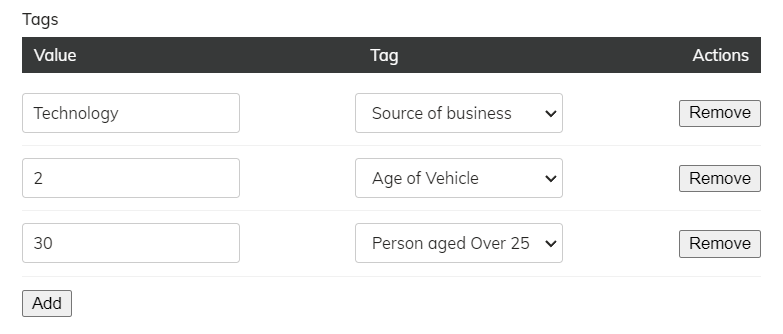 Tags
Value Tag Actions
Technology Source of business Remove
2 Age of Vehicle Remove
30 Person aged Over 25 Remove
Add